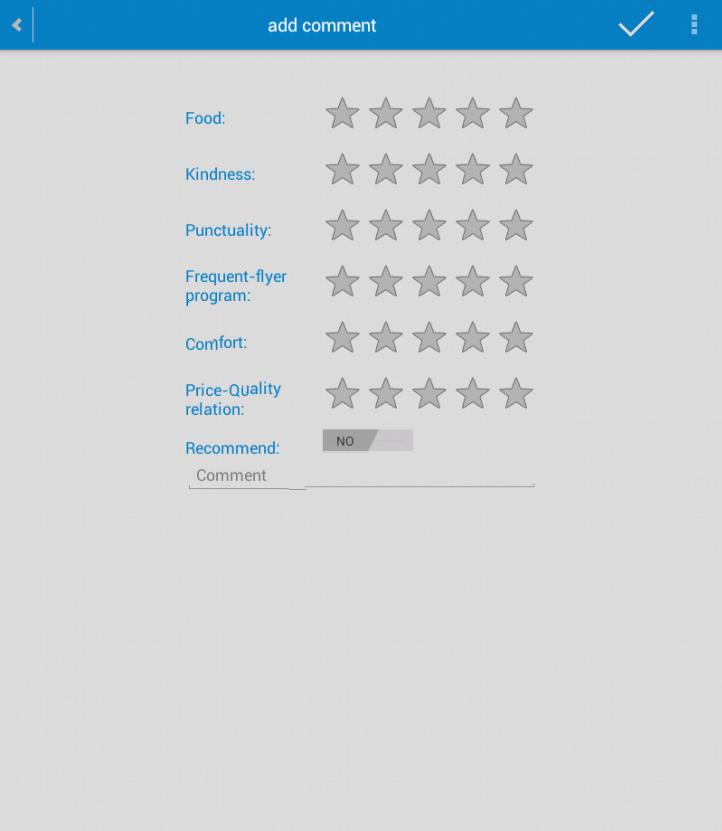 add comment
Food:
Kindness:
Punctuality:
Frequent-flyer
program:
Comfort:
Price-Quality
relation:
Recommend:
NO
Comment